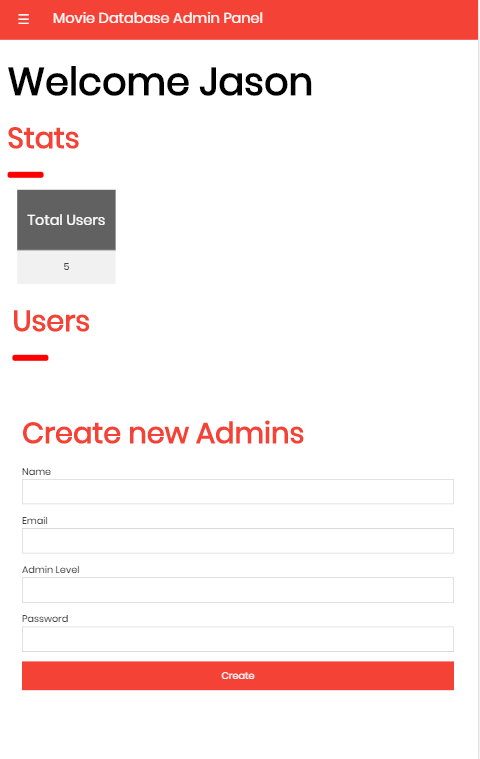 ☰ Movie Database Admin Panel
Welcome Jason
Stats
Total Users
5
Users
Create new Admins
Name
Email
Admin Level
Password
Create